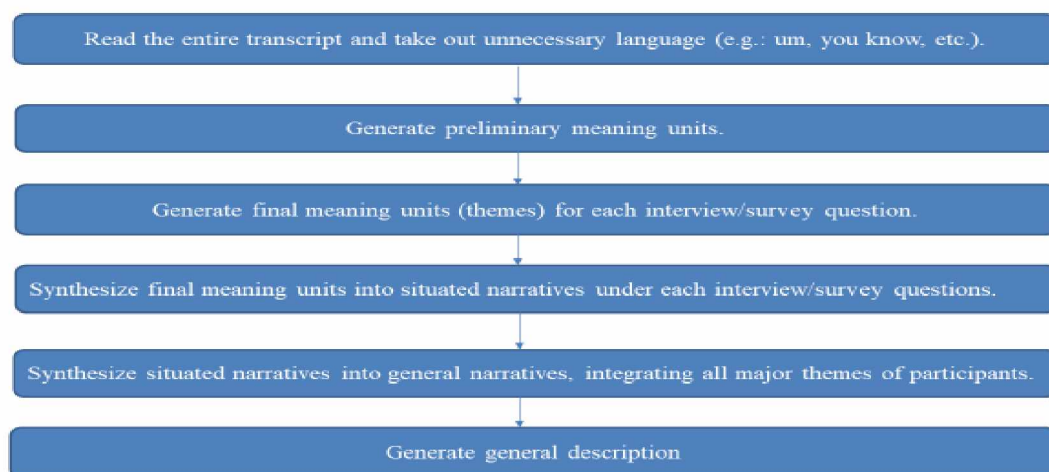 Read the entire transcript and take out unnecessary language (e.g.: um, you know, etc.).
Generate preliminary meaning units.
Generate final meaning units (themes) for each interview/survey question.
Synthesize final meaning units into situated narratives under each interview/survey questions.
Synthesize situated narratives into general narratives, integrating all major themes of participants.
Generate general description